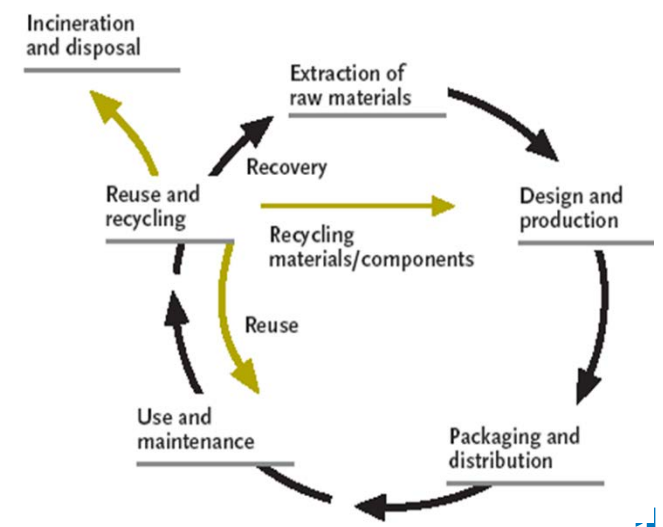 Incineration
and disposal
Extraction of
raw materials
Recovery
Reuse and
recycling
Design and
production
Recycling
materials/components
Reuse
Use and
maintenance
Packaging and
distribution